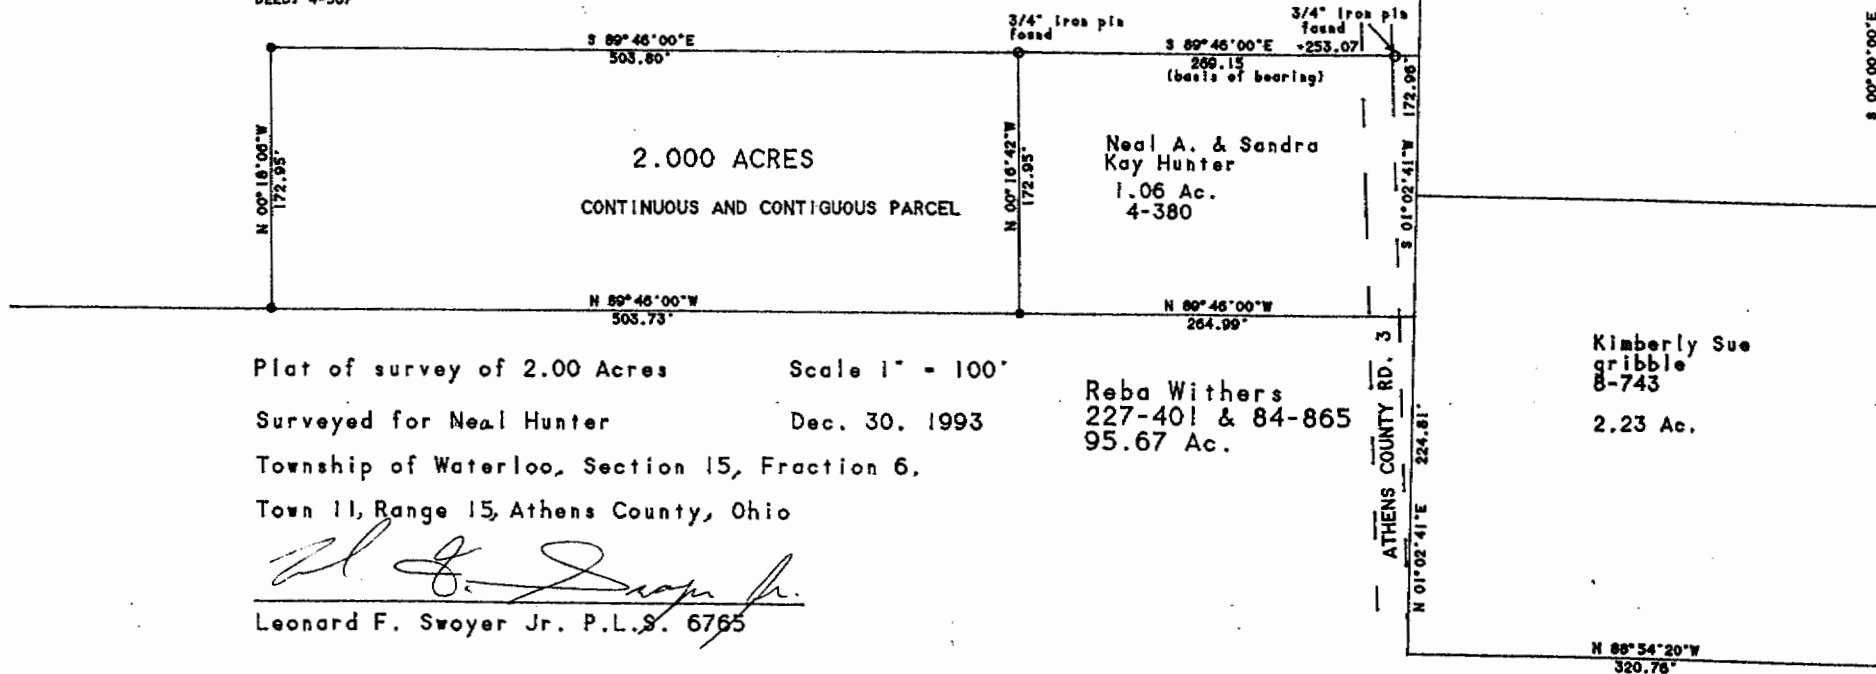 DEED: 4-387
3/4" iron pin
found
3/4" iron pin
found
+253.07
S 89°46'00"E
503.80'
S 89°46'00"E
269.15
(basis of bearing)
S 00°00'00"E
N 00°18'06"W
172.95'
2.000 ACRES
CONTINUOUS AND CONTIGUOUS PARCEL
N 00°16'42"W
172.95'
Neal A. & Sandra
Kay Hunter
1.06 Ac.
4-380
S 01°02'41"W 172.96'
N 89°46'00"W
503.73'
N 89°46'00"W
264.99'
Plat of survey of 2.00 Acres
Scale 1" = 100'
Surveyed for Neal Hunter
Dec. 30. 1993
Township of Waterloo, Section 15, Fraction 6,
Town 11, Range 15, Athens County, Ohio
Leonard F. Swoyer Jr. P.L.S. 6765
Reba Withers
227-401 & 84-865
95.67 Ac.
ATHENS COUNTY RD. 3
N 01°02'41"E 224.81'
Kimberly Sue
gribble
8-743
2.23 Ac.
N 88°54'20"W
320.76'